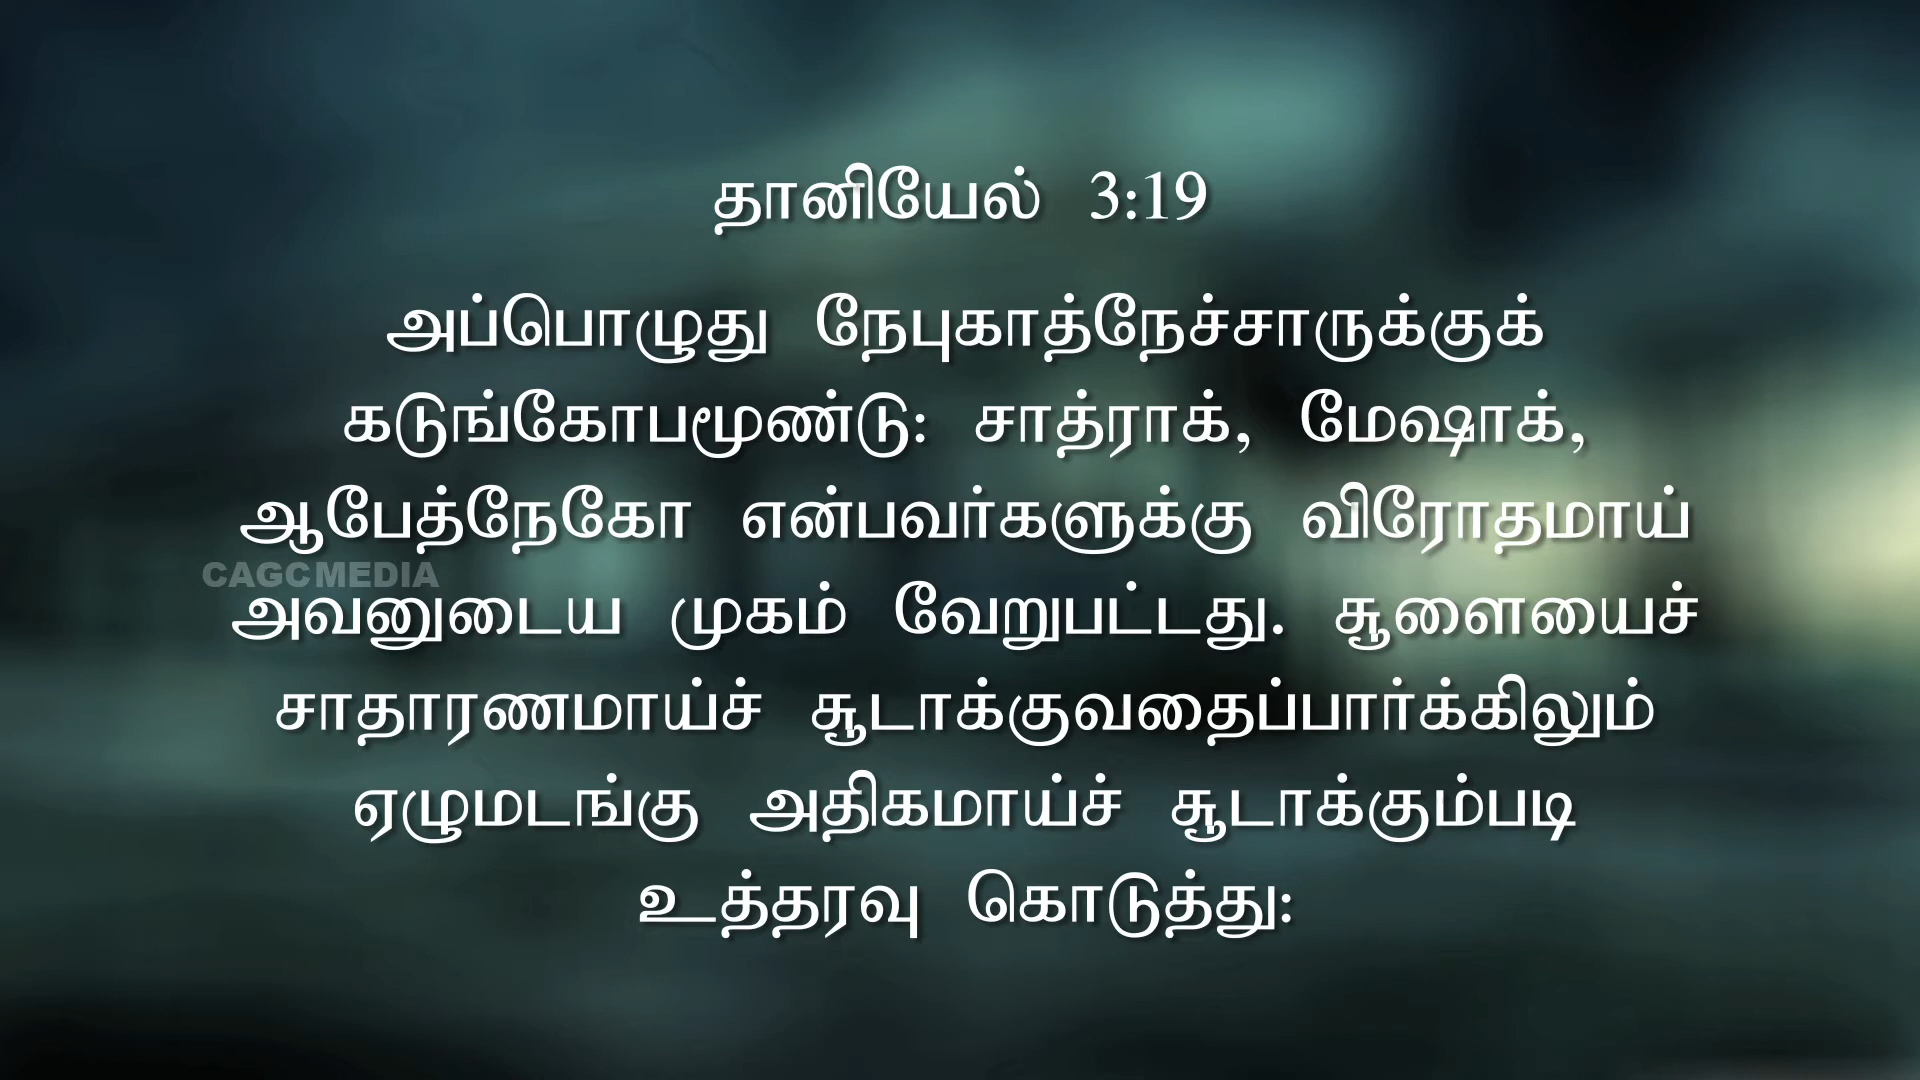 தானியேல் 3:19
அப்பொழுது நேபுகாத்நேச்சாருக்குக்
கடுங்கோபமூண்டு: சாத்ராக், மேஷாக்,
ஆபேத்நேகோ என்பவர்களுக்கு விரோதமாய்
CAGCMEDIA
அவனுடைய முகம் வேறுபட்டது. சூளையைச்
சாதாரணமாய்ச் சூடாக்குவதைப்பார்க்கிலும்
ஏழுமடங்கு அதிகமாய்ச் சூடாக்கும்படி
உத்தரவு கொடுத்து: